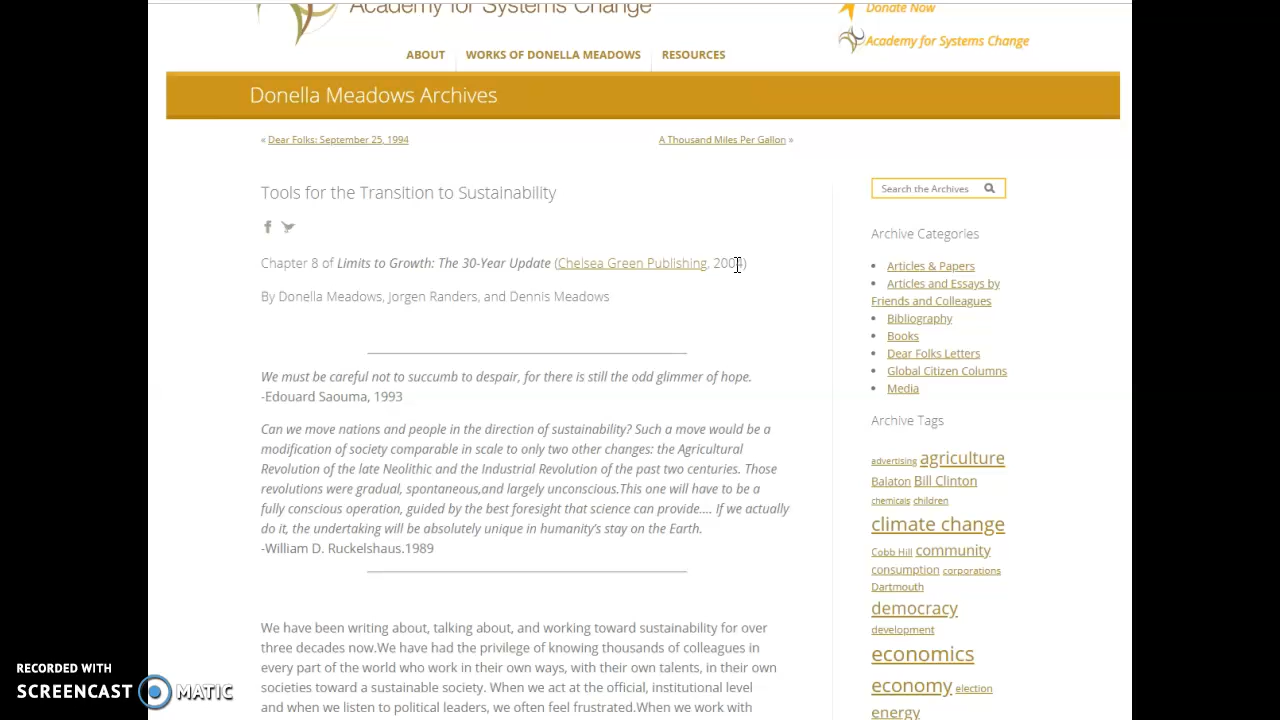 Academy for Systems Change
Donate Now
Academy for Systems Change
ABOUT
WORKS OF DONELLA MEADOWS
RESOURCES
Donella Meadows Archives
« Dear Folks: September 25, 1994
A Thousand Miles Per Gallon »
Tools for the Transition to Sustainability
Chapter 8 of Limits to Growth: The 30-Year Update (Chelsea Green Publishing, 2004)
By Donella Meadows, Jorgen Randers, and Dennis Meadows
We must be careful not to succumb to despair, for there is still the odd glimmer of hope.
-Edouard Saouma, 1993
Can we move nations and people in the direction of sustainability? Such a move would be a
modification of society comparable in scale to only two other changes: the Agricultural
Revolution of the late Neolithic and the Industrial Revolution of the past two centuries. Those
revolutions were gradual, spontaneous,and largely unconscious.This one will have to be a
fully conscious operation, guided by the best foresight that science can provide.... If we actually
do it, the undertaking will be absolutely unique in humanity's stay on the Earth.
-William D. Ruckelshaus.1989
We have been writing about, talking about, and working toward sustainability for over
three decades now.We have had the privilege of knowing thousands of colleagues in
every part of the world who work in their own ways, with their own talents, in their own
societies toward a sustainable society. When we act at the official, institutional level
and when we listen to political leaders, we often feel frustrated.When we work with
Search the Archives
Archive Categories
Articles & Papers
Articles and Essays by
Friends and Colleagues
Bibliography
Books
Dear Folks Letters
Global Citizen Columns
Media
Archive Tags
advertising agriculture
Balaton Bill Clinton
chemicals children
climate change
Cobb Hill community
consumption corporations
Dartmouth
democracy
development
economics
economy election
energy
RECORDED WITH
SCREENCAST MATIC